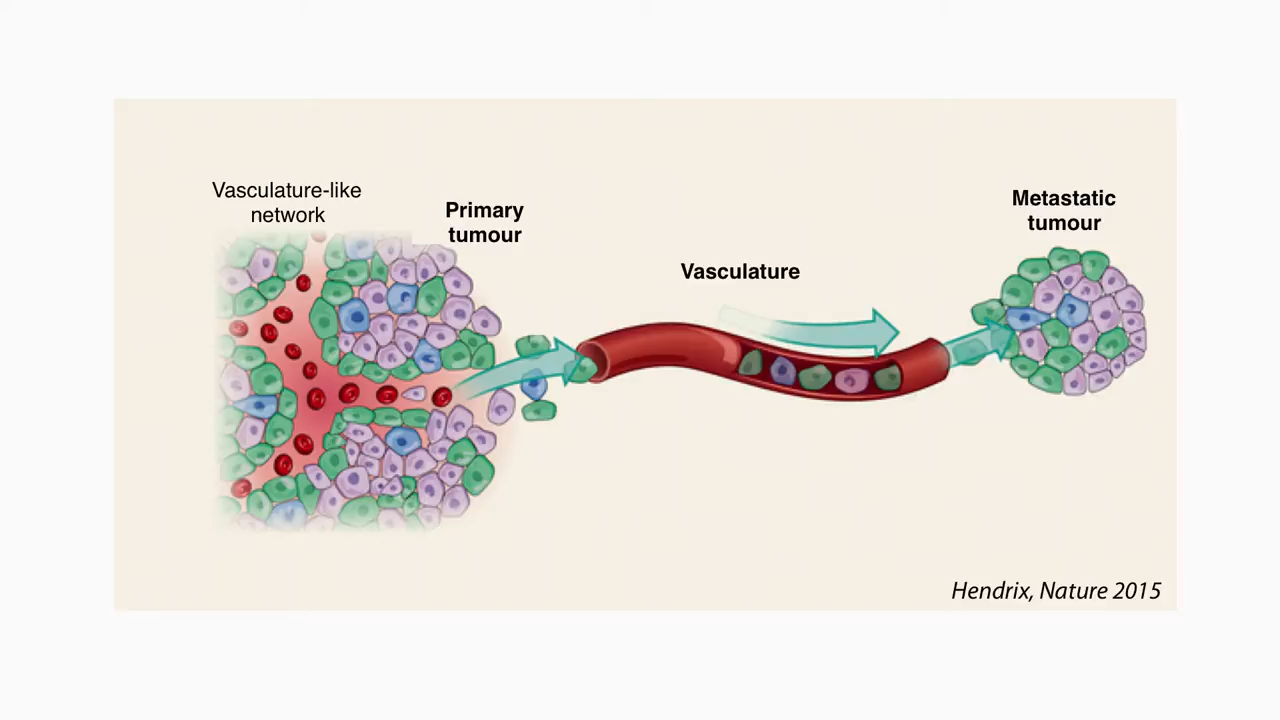 Vasculature-like
network
Primary
tumour
Vasculature
Metastatic
tumour
Hendrix, Nature 2015